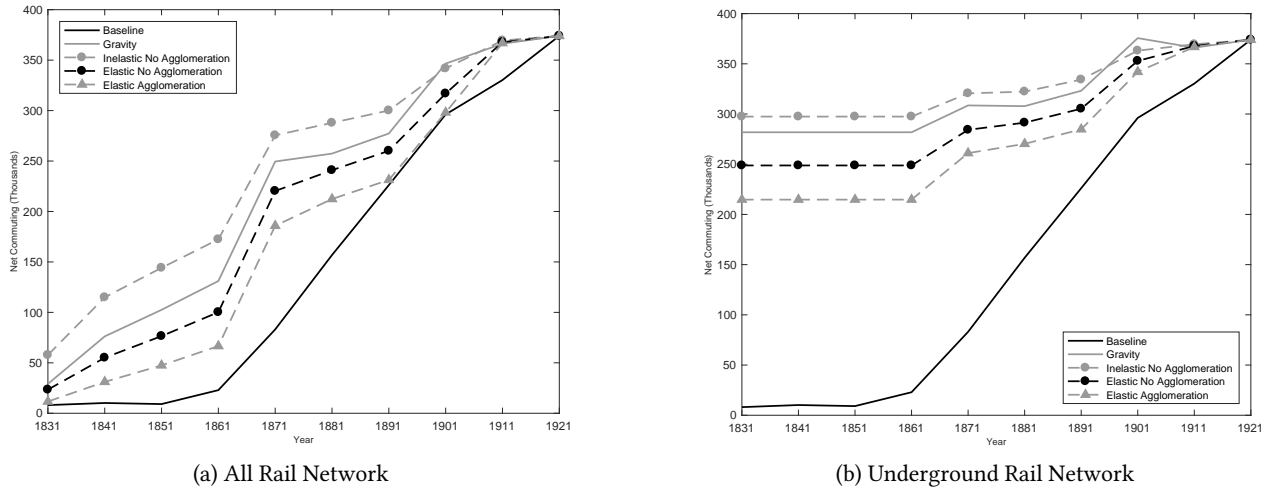 400
350
300
250
200
150
100
50
0
Net Commuting (Thousands)
Baseline
Gravity
Inelastic No Agglomeration
Elastic No Agglomeration
Elastic Agglomeration
1831 1841 1851 1861 1871 1881 1891 1901 1911 1921
Year
(a) All Rail Network
400
350
300
250
200
150
100
50
0
Net Commuting (Thousands)
Baseline
Gravity
Inelastic No Agglomeration
Elastic No Agglomeration
Elastic Agglomeration
1831 1841 1851 1861 1871 1881 1891 1901 1911 1921
Year
(b) Underground Rail Network